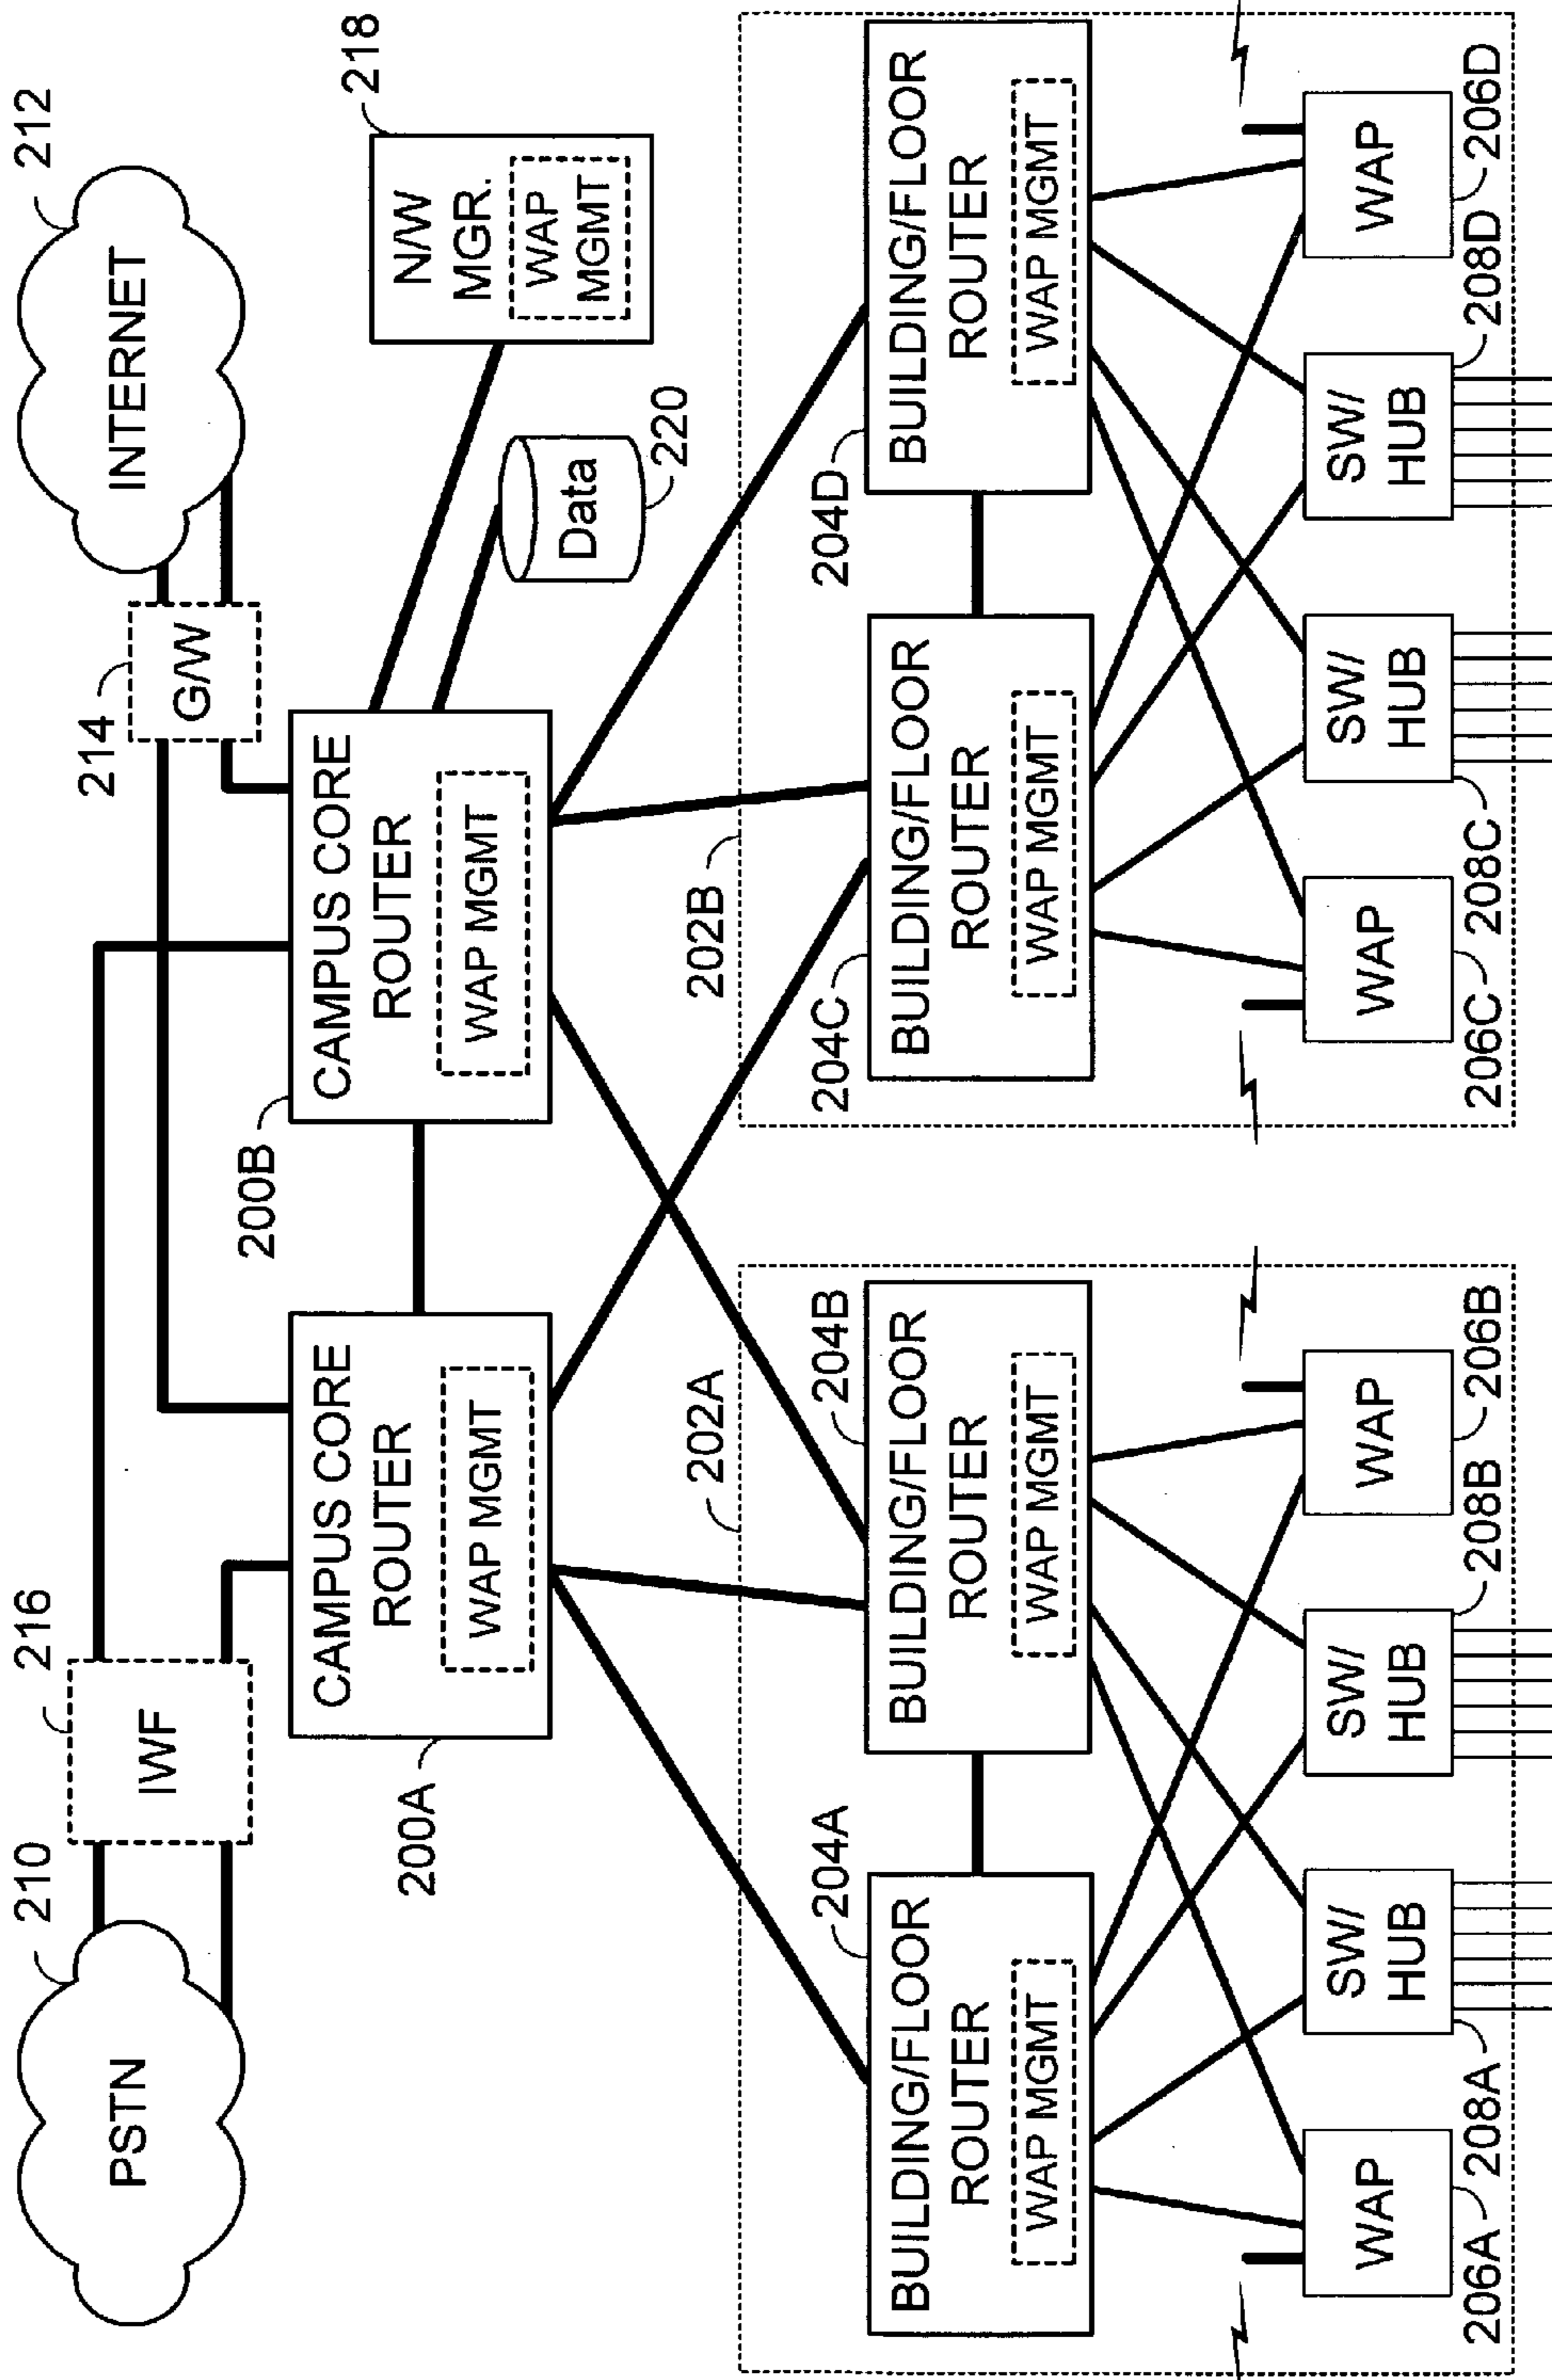 210
216
214
212
PSTN
IWF
G/W
INTERNET
200A
CAMPUS CORE
ROUTER
WAP MGMT
200B
CAMPUS CORE
ROUTER
WAP MGMT
218
N/W
MGR.
WAP
MGMT
Data
220
202A
204A
BUILDING/FLOOR
ROUTER
WAP MGMT
204B
BUILDING/FLOOR
ROUTER
WAP MGMT
202B
204C
BUILDING/FLOOR
ROUTER
WAP MGMT
204D
BUILDING/FLOOR
ROUTER
WAP MGMT
WAP
206A
SW/
HUB
208A
SW/
HUB
208B
WAP
206B
WAP
206C
SW/
HUB
208C
SW/
HUB
208D
WAP
206D